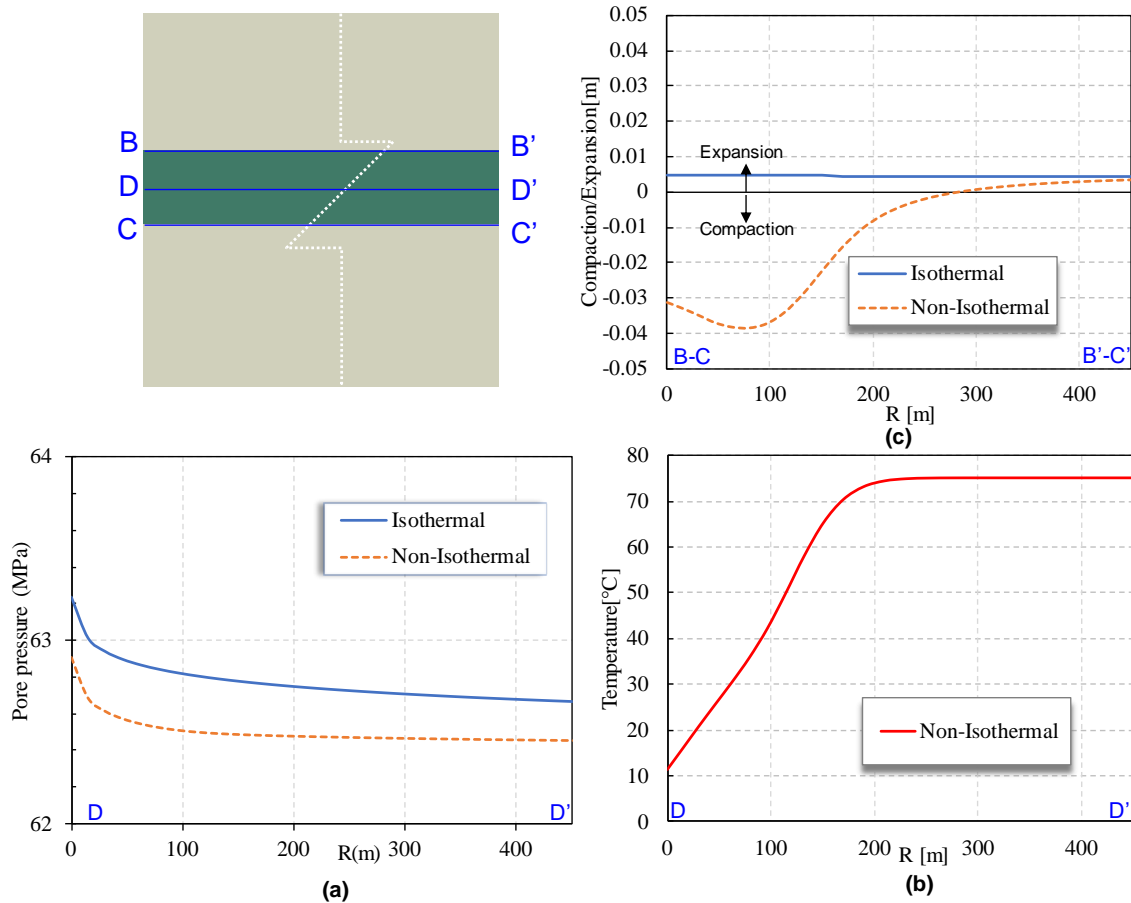 B
B’
D
D’
C
C’
Compaction/Expansion[m]
0.05
0.04
0.03
0.02
0.01
0
-0.01
-0.02
-0.03
-0.04
-0.05
Expansion
Compaction
Isothermal
Non-Isothermal
B-C
B’-C’
0 100 200 300 400
R [m]
(c)
Pore pressure (MPa)
64
63
62
Isothermal
Non-Isothermal
D
D’
0 100 200 300 400
R(m)
(a)
Temperature[°C]
80
70
60
50
40
30
20
10
0
Non-Isothermal
D
D’
0 100 200 300 400
R [m]
(b)